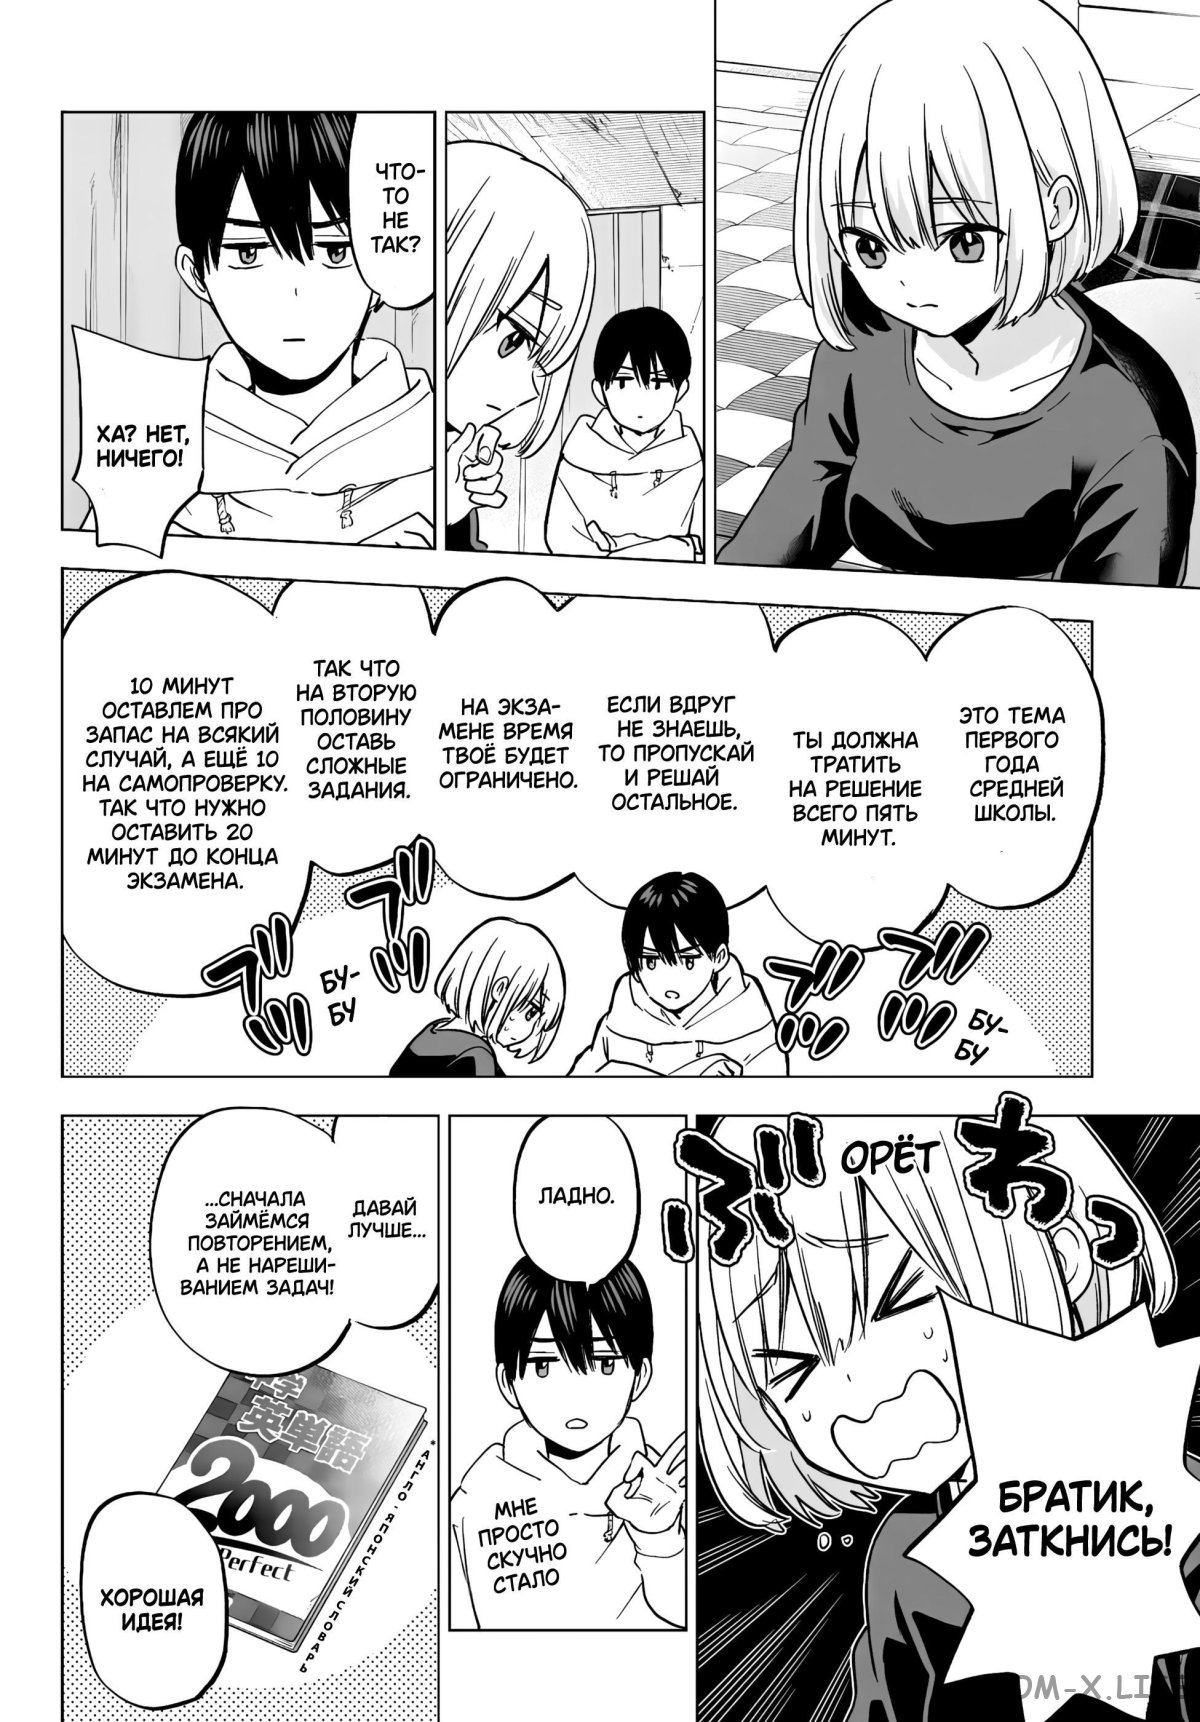 ЧТО-
ТО
НЕ
ТАК?
ХА? НЕТ,
НИЧЕГО!
ЭТО ТЕМА
ПЕРВОГО
ГОДА
СРЕДНЕЙ
ШКОЛЫ.
ТЫ ДОЛЖНА
ТРАТИТЬ
НА РЕШЕНИЕ
ВСЕГО ПЯТЬ
МИНУТ.
ЕСЛИ ВДРУГ
НЕ ЗНАЕШЬ,
ТО ПРОПУСКАЙ
И РЕШАЙ
ОСТАЛЬНОЕ.
НА ЭКЗА-
МЕНЕ ВРЕМЯ
ТВОЁ БУДЕТ
ОГРАНИЧЕНО.
ТАК ЧТО
НА ВТОРУЮ
ПОЛОВИНУ
ОСТАВЬ
СЛОЖНЫЕ
ЗАДАНИЯ.
10 МИНУТ
ОСТАВЛЕМ ПРО
ЗАПАС НА ВСЯКИЙ
СЛУЧАЙ, А ЕЩЁ 10
НА САМОПРОВЕРКУ.
ТАК ЧТО НУЖНО
ОСТАВИТЬ 20
МИНУТ ДО КОНЦА
ЭКЗАМЕНА.
ブツ
ブツ
БУ-
БУ
ブツ
ブツ
БУ-
БУ
わっ
ОРЁТ
БРАТИК,
ЗАТКНИСЬ!
ЛАДНО.
МНЕ
ПРОСТО
СКУЧНО
СТАЛО
ДАВАЙ
ЛУЧШЕ...
...СНАЧАЛА
ЗАЙМЁМСЯ
ПОВТОРЕНИЕМ,
А НЕ НАРЕШИ-
ВАНИЕМ ЗАДАЧ!
英単語
2000
Perfect
*АНГЛО-ЯПОНСКИЙ СЛОВАРЬ
ХОРОШАЯ
ИДЕЯ!
OM-X.LIVE